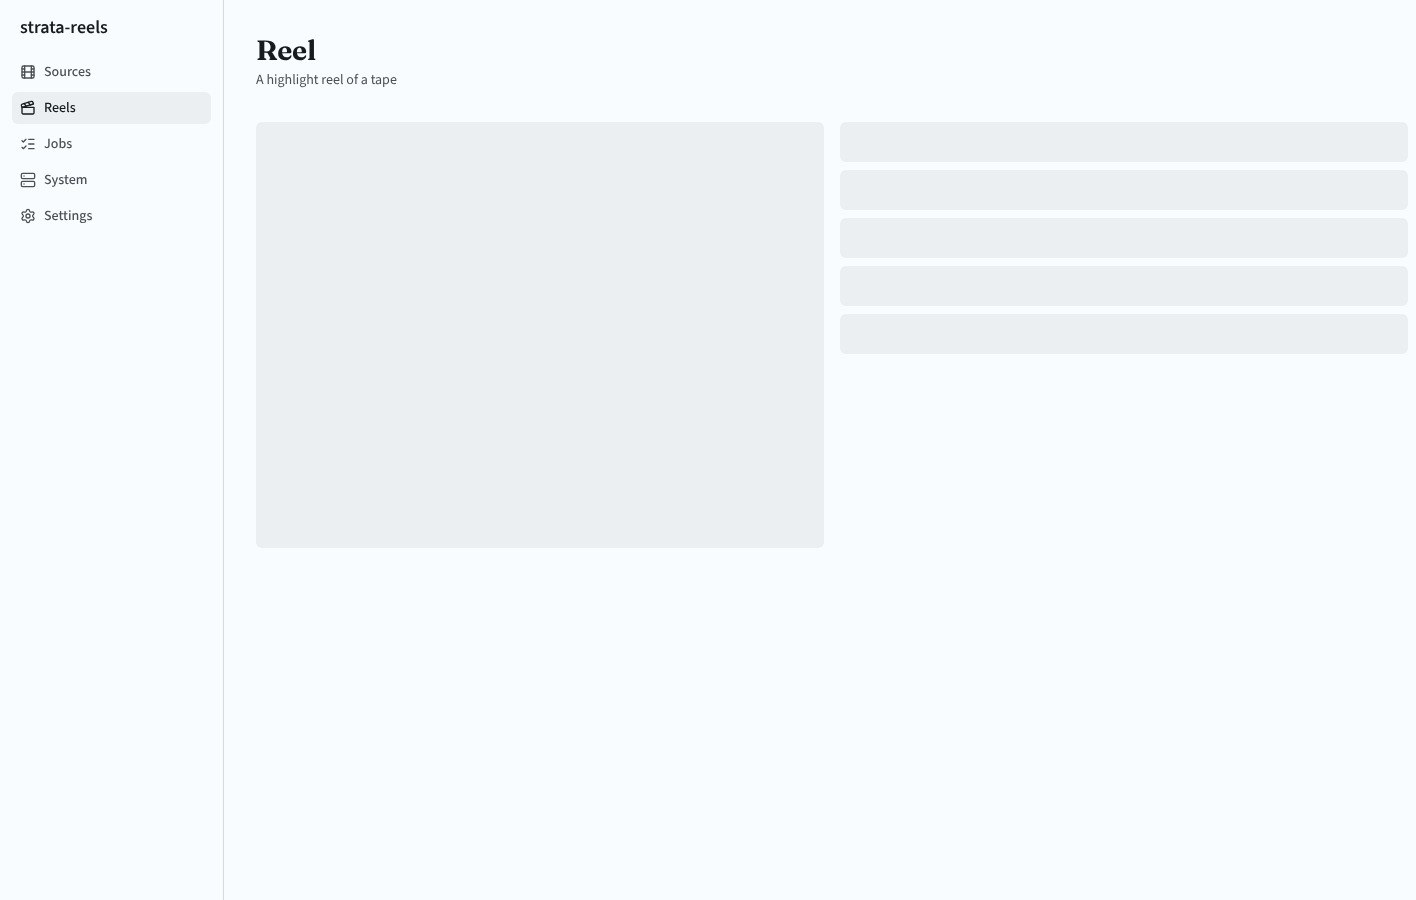 strata-reels
Sources
Reels
Jobs
System
Settings
Reel
A highlight reel of a tape